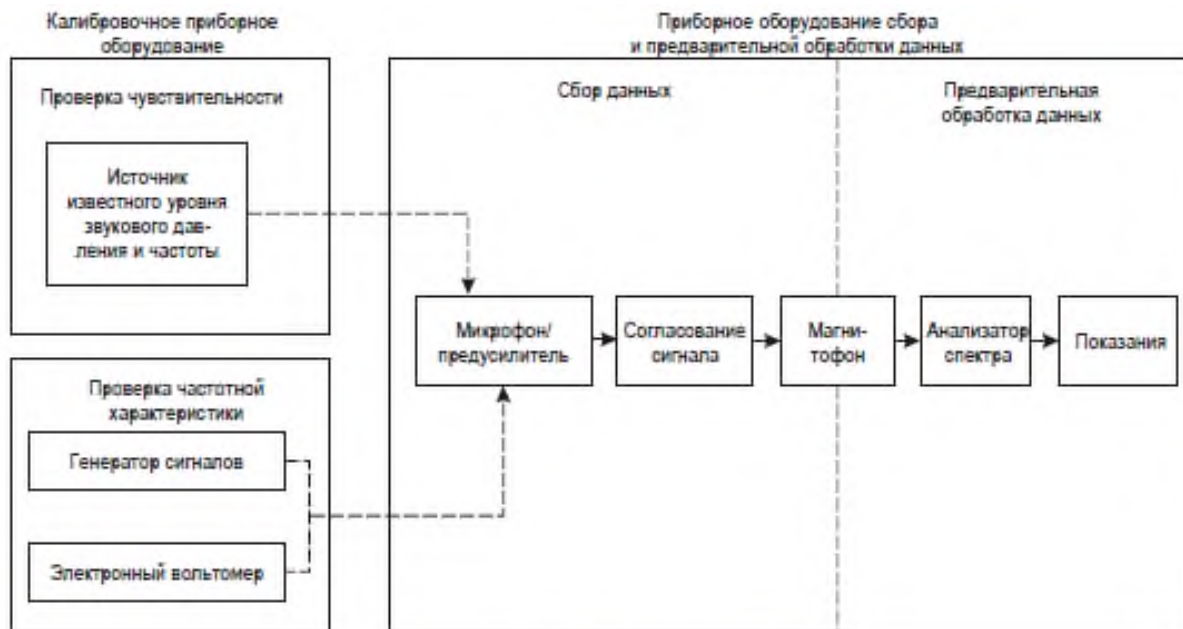 Калибровочное приборное
оборудование
Проверка чувствительности
Источник
известного уровня
звукового дав-
ления и частоты
Проверка частотной
характеристики
Генератор сигналов
Электронный вольтомер
Приборное оборудование сбора
и предварительной обработки данных
Сбор данных
Предварительная
обработка данных
Микрофон/
предусилитель
Согласование
сигнала
Магни-
тофон
Анализатор
спектра
Показания